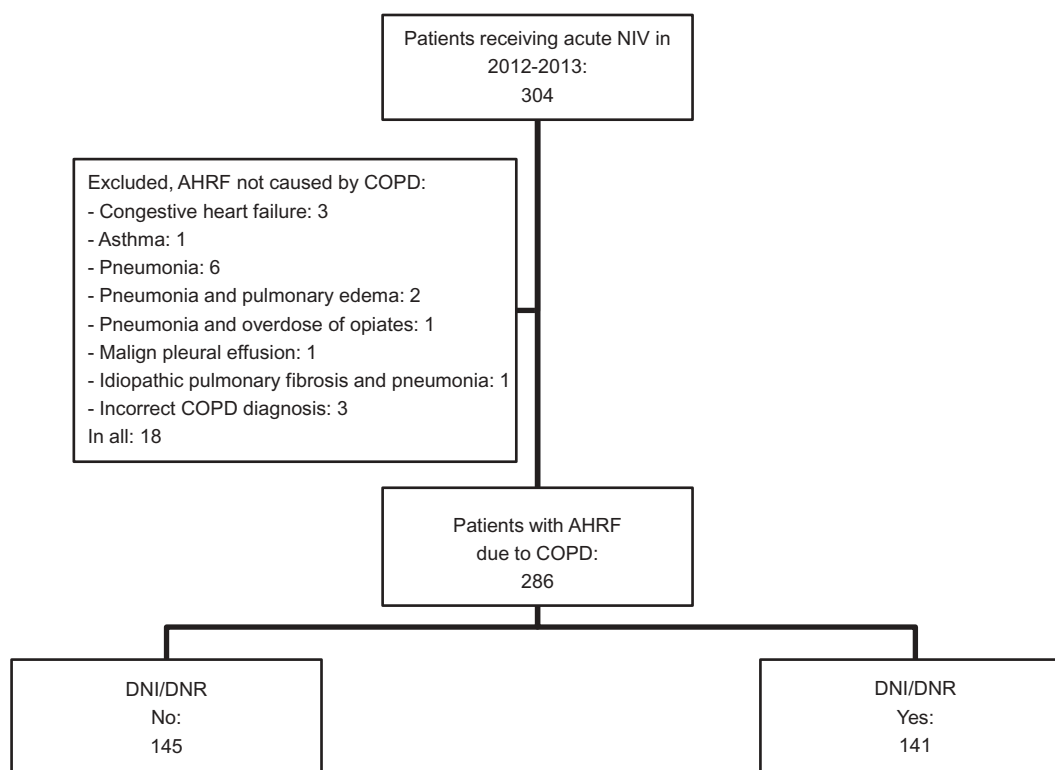 Patients receiving acute NIV in
2012-2013:
304
Excluded, AHRF not caused by COPD:
- Congestive heart failure: 3
- Asthma: 1
- Pneumonia: 6
- Pneumonia and pulmonary edema: 2
- Pneumonia and overdose of opiates: 1
- Malign pleural effusion: 1
- Idiopathic pulmonary fibrosis and pneumonia: 1
- Incorrect COPD diagnosis: 3
In all: 18
Patients with AHRF
due to COPD:
286
DNI/DNR
No:
145
DNI/DNR
Yes:
141